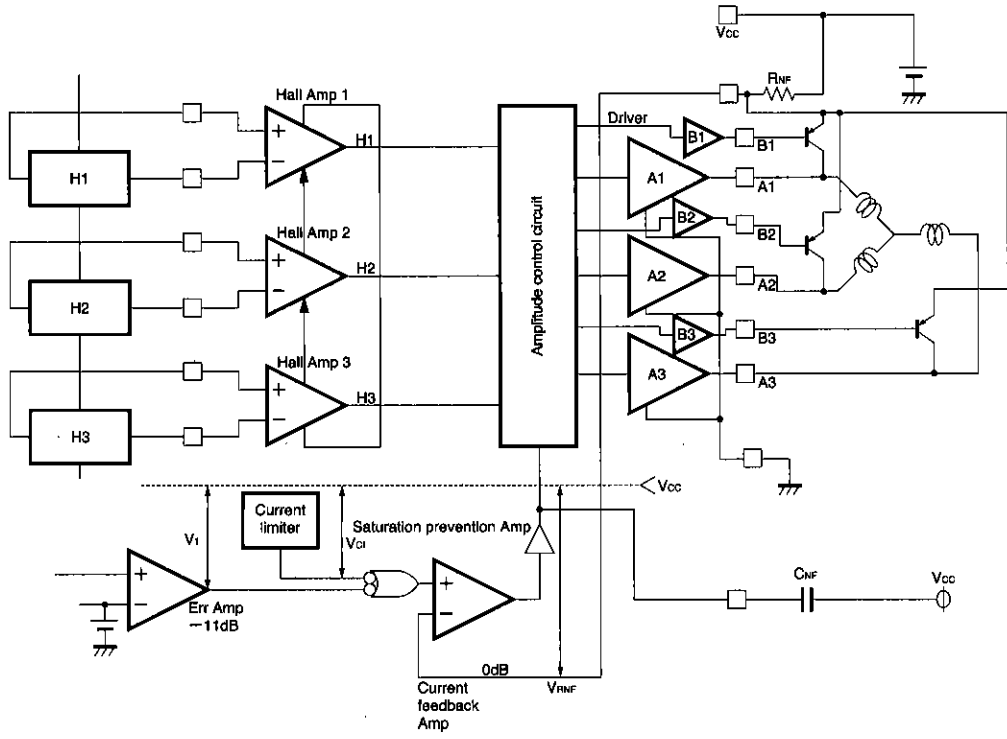 Vcc
RNF
Hall Amp 1
+
−
H1
H1
Driver
B1
B1
A1
A1
Hall Amp 2
+
−
H2
H2
B2
B2
A2
A2
Amplitude control circuit
Hall Amp 3
+
−
H3
H3
B3
B3
A3
A3
Vcc
Current
limiter
Saturation prevention Amp
V1
VCI
+
−
Err Amp
−11dB
+
−
CNF
Vcc
0dB
VRNF
Current
feedback
Amp